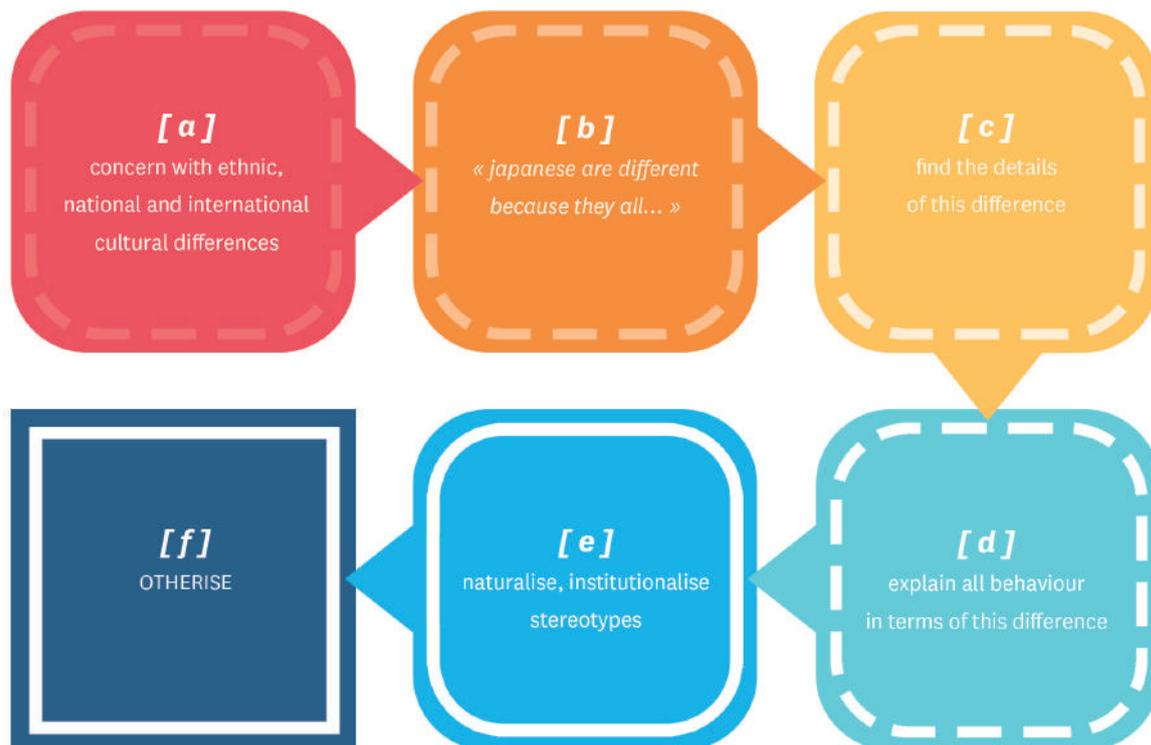 [a]
concern with ethnic,
national and international
cultural differences
[b]
« japanese are different
because they all... »
[c]
find the details
of this difference
[d]
explain all behaviour
in terms of this difference
[e]
naturalise, institutionalise
stereotypes
[f]
OTHERISE